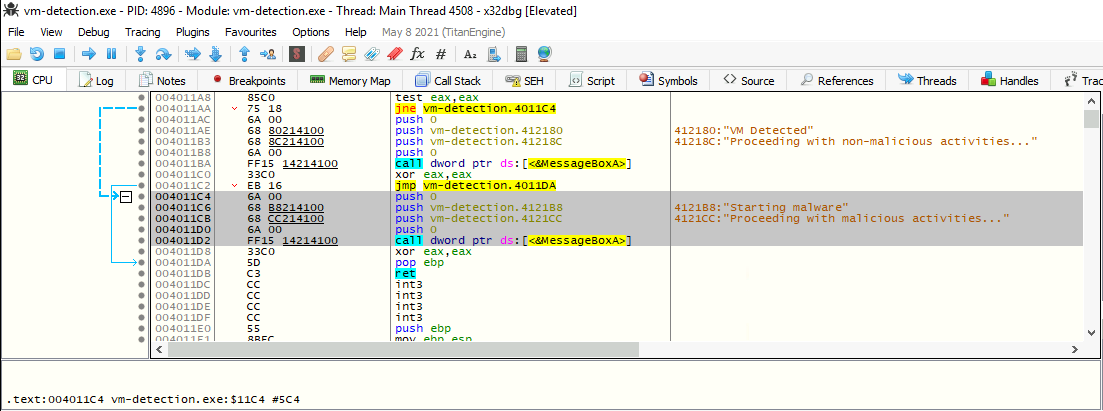 vm-detection.exe - PID: 4896 - Module: vm-detection.exe - Thread: Main Thread 4508 - x32dbg [Elevated]
File View Debug Tracing Plugins Favourites Options Help May 8 2021 (TitanEngine)
CPU Log Notes Breakpoints Memory Map Call Stack SEH Script Symbols Source References Threads Handles Trac
004011A8 85C0 test eax,eax
004011AA 75 18 jne vm-detection.4011C4
004011AC 6A 00 push 0
004011AE 68 80214100 push vm-detection.412180 412180:"VM Detected"
004011B3 68 8C214100 push vm-detection.41218C 41218C:"Proceeding with non-malicious activities..."
004011B8 6A 00 push 0
004011BA FF15 14214100 call dword ptr ds:[<&MessageBoxA>]
004011C0 33C0 xor eax,eax
004011C2 EB 16 jmp vm-detection.4011DA
004011C4 6A 00 push 0
004011C6 68 B8214100 push vm-detection.4121B8 4121B8:"Starting malware"
004011CB 68 CC214100 push vm-detection.4121CC 4121CC:"Proceeding with malicious activities..."
004011D0 6A 00 push 0
004011D2 FF15 14214100 call dword ptr ds:[<&MessageBoxA>]
004011D8 33C0 xor eax,eax
004011DA 5D pop ebp
004011DB C3 ret
004011DC CC int3
004011DD CC int3
004011DE CC int3
004011DF CC int3
004011E0 55 push ebp
004011E1 8BEC mov ebp,esp
.text:004011C4 vm-detection.exe:$11C4 #5C4